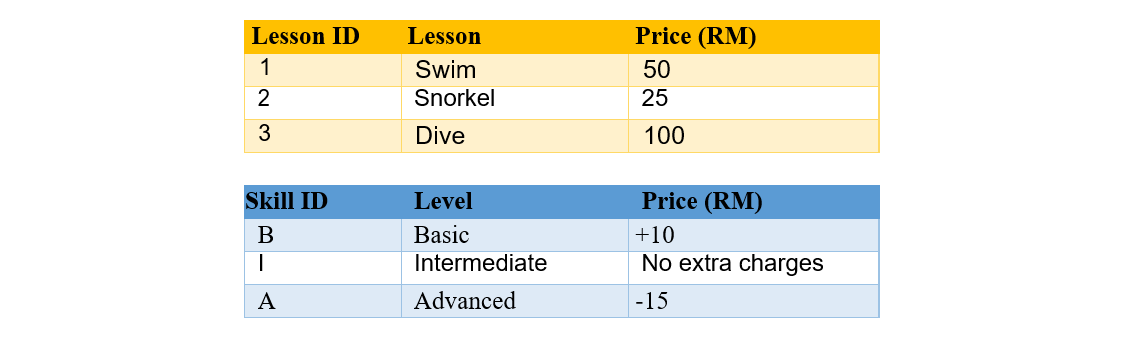 Lesson ID Lesson Price (RM)
1 Swim 50
2 Snorkel 25
3 Dive 100
Skill ID Level Price (RM)
B Basic +10
I Intermediate No extra charges
A Advanced -15